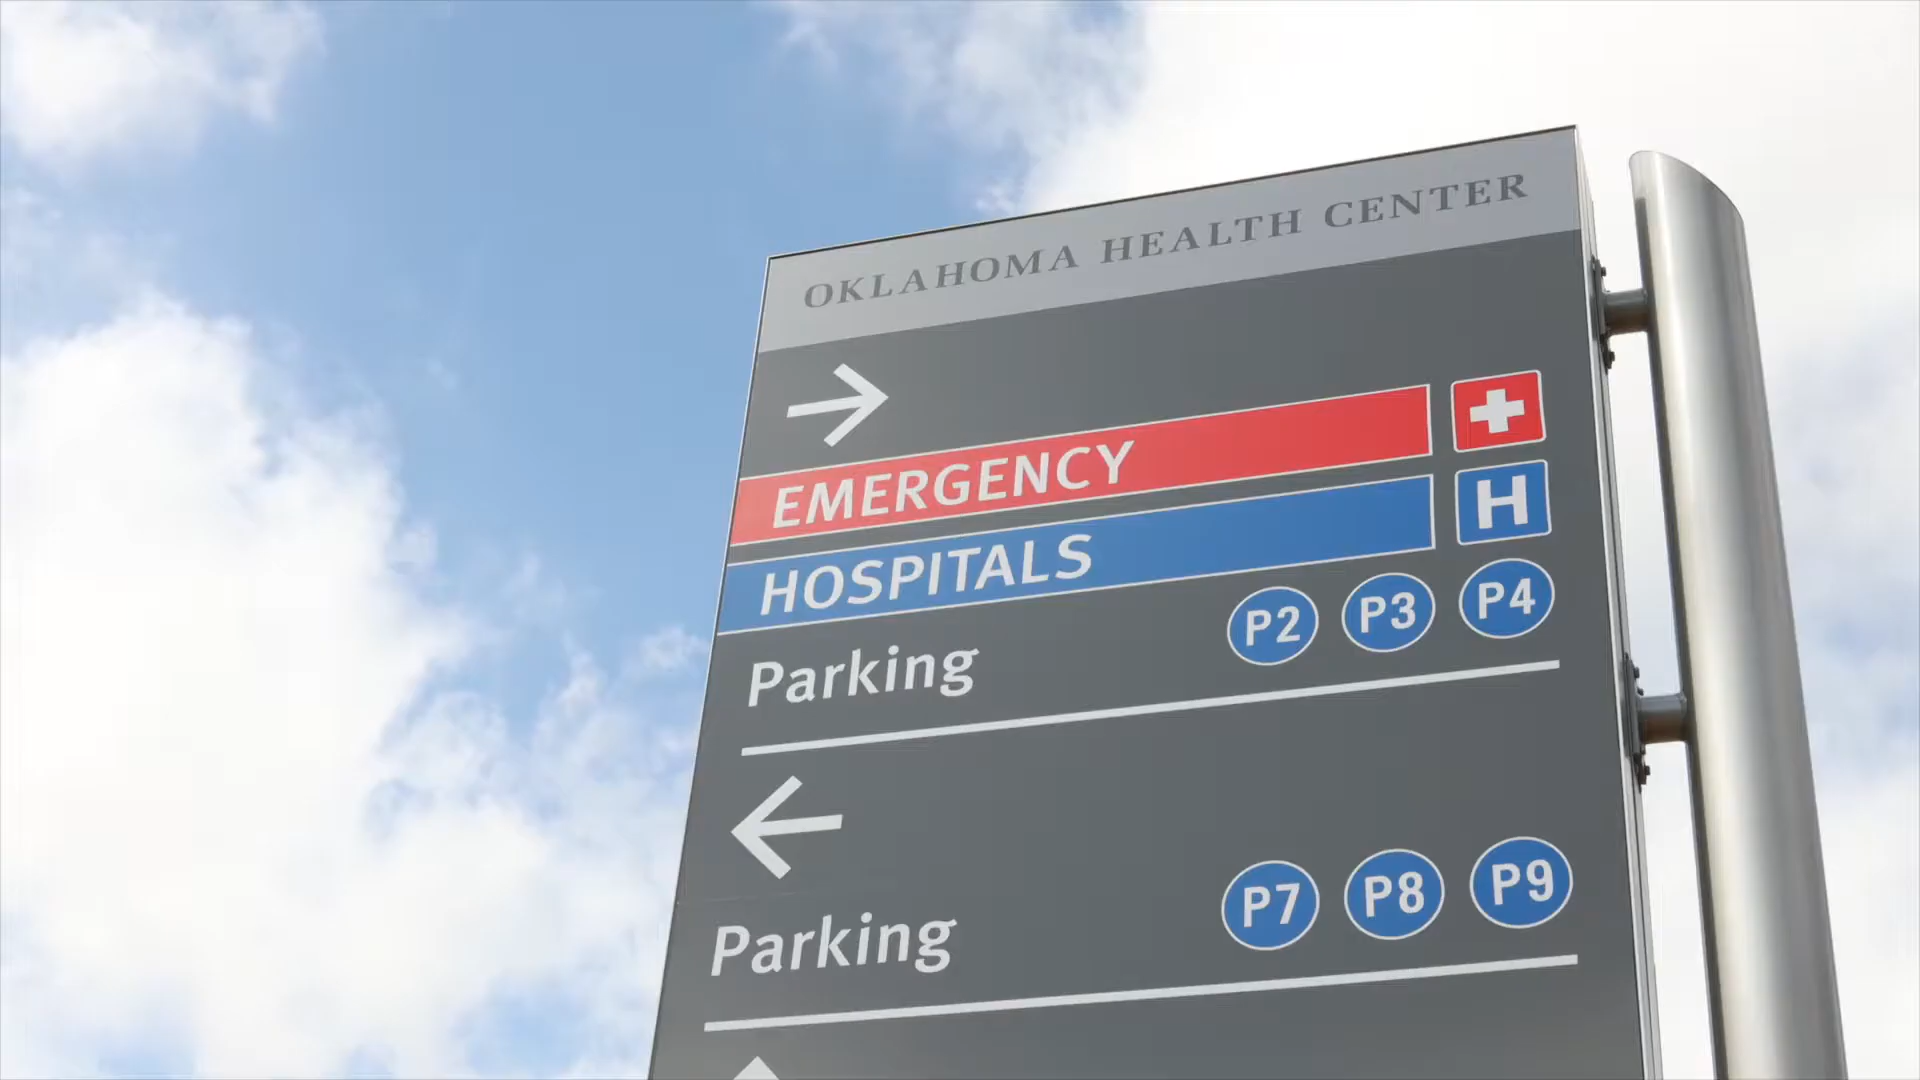 OKLAHOMA HEALTH CENTER
EMERGENCY
HOSPITALS H
Parking P2 P3 P4
Parking P7 P8 P9